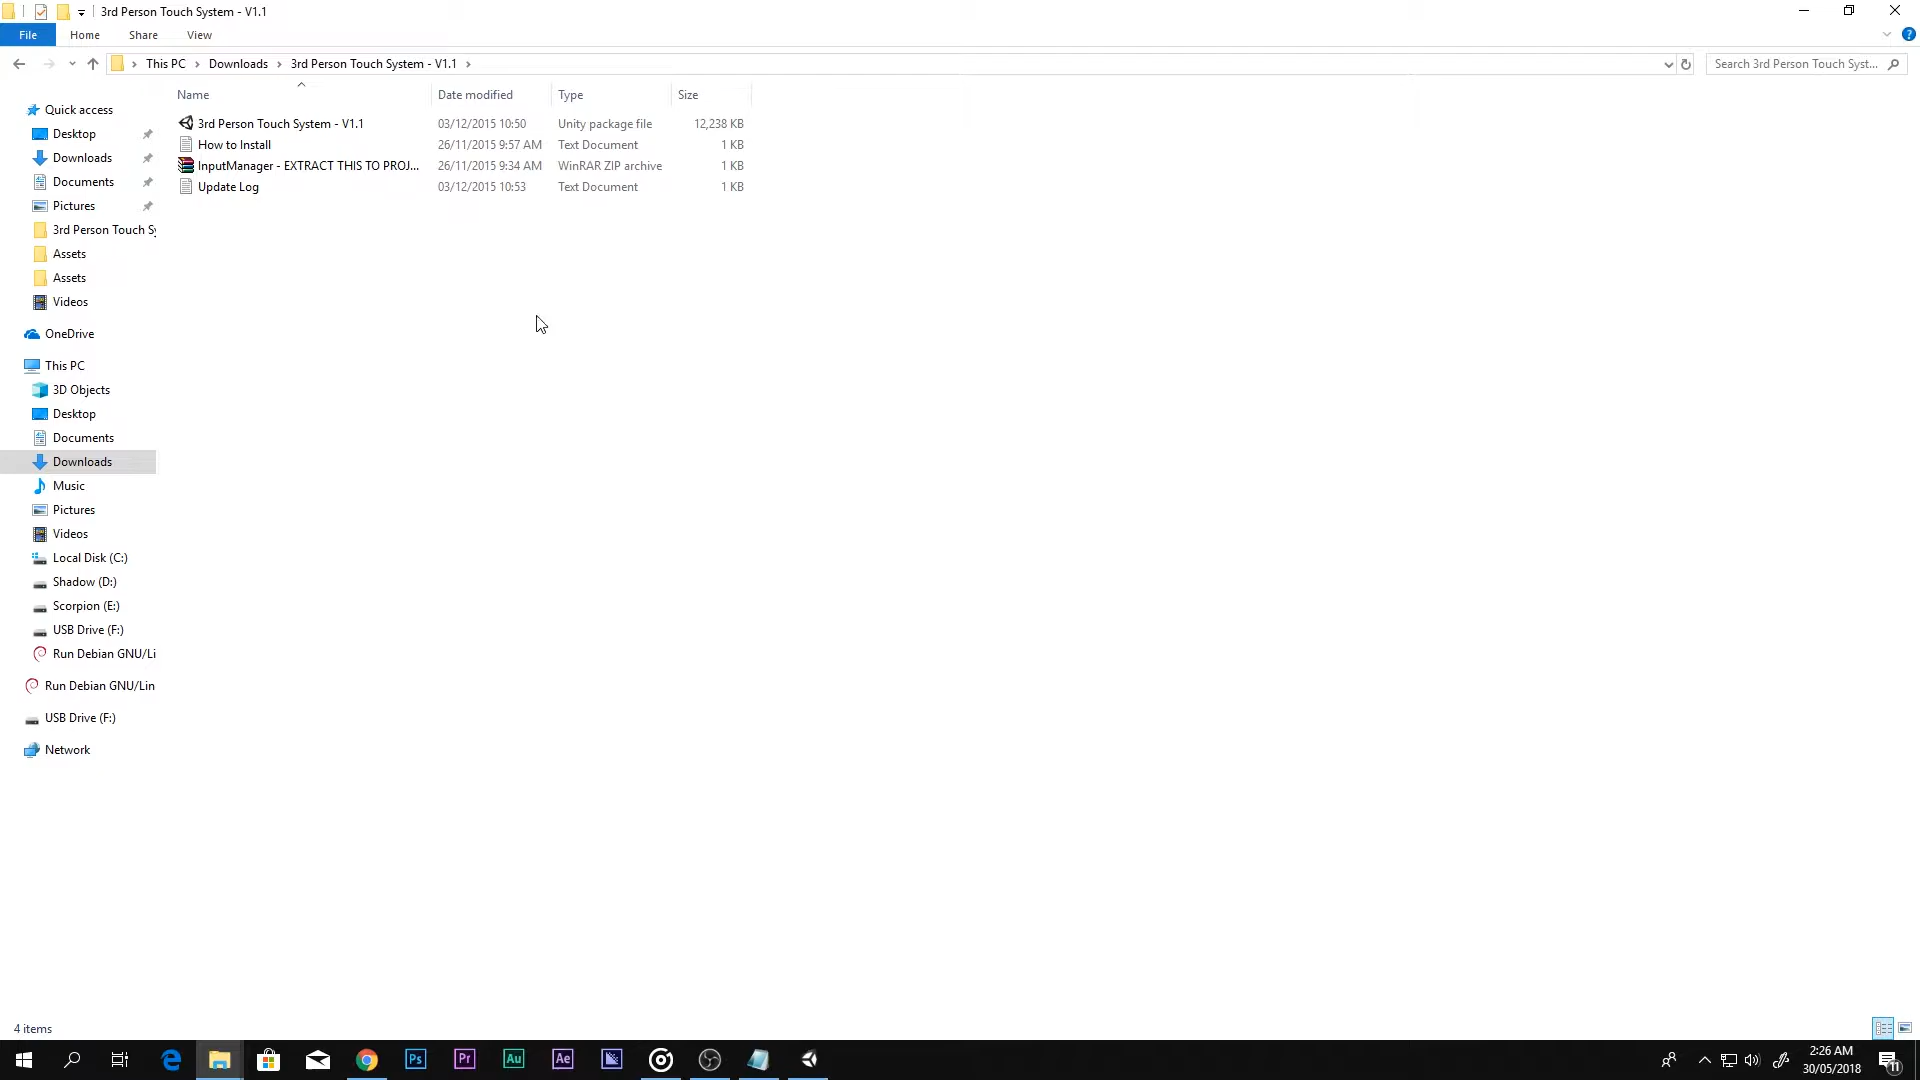 3rd Person Touch System - V1.1
File Home Share View
This PC Downloads 3rd Person Touch System - V1.1
Search 3rd Person Touch Syst...
Name Date modified Type Size
3rd Person Touch System - V1.1 03/12/2015 10:50 Unity package file 12,238 KB
How to Install 26/11/2015 9:57 AM Text Document 1 KB
InputManager - EXTRACT THIS TO PROJ... 26/11/2015 9:34 AM WinRAR ZIP archive 1 KB
Update Log 03/12/2015 10:53 Text Document 1 KB
Quick access
Desktop
Downloads
Documents
Pictures
3rd Person Touch Sy
Assets
Assets
Videos
OneDrive
This PC
3D Objects
Desktop
Documents
Downloads
Music
Pictures
Videos
Local Disk (C:)
Shadow (D:)
Scorpion (E:)
USB Drive (F:)
Run Debian GNU/Li
Run Debian GNU/Lin
USB Drive (F:)
Network
4 items
Ps Pr Au Ae
2:26 AM
30/05/2018
11